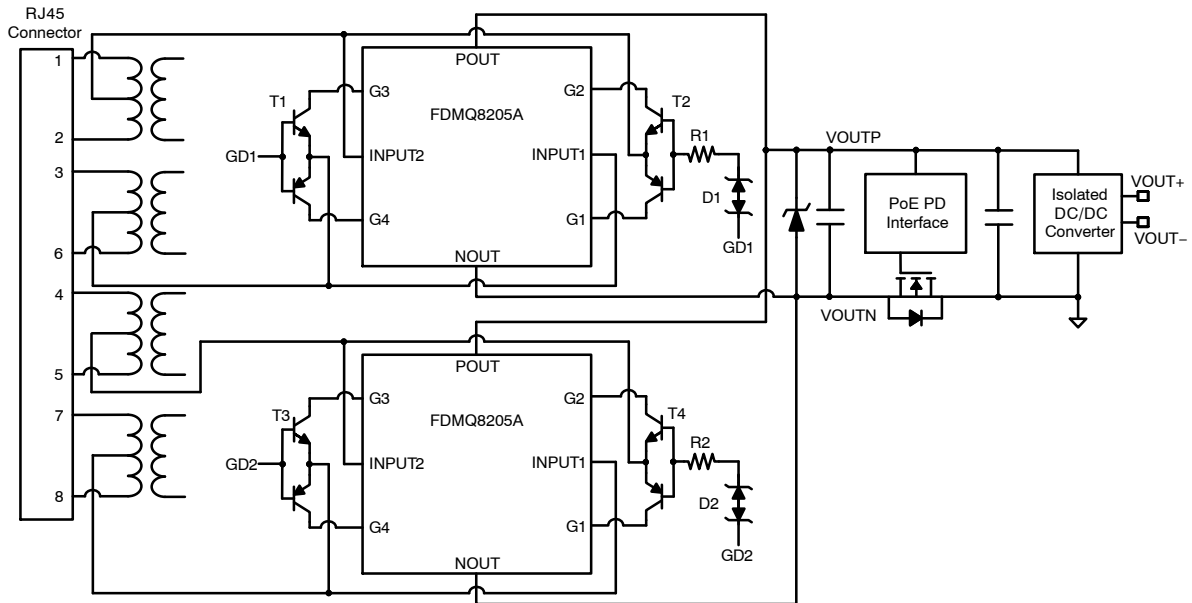 RJ45
Connector
1
2
3
6
4
5
7
8
POUT
T1
G3
G2
T2
FDMQ8205A
R1
GD1
INPUT2
INPUT1
D1
G4
G1
GD1
NOUT
VOUTP
PoE PD
Interface
Isolated
DC/DC
Converter
VOUT+
VOUT−
VOUTN
POUT
T3
G3
G2
T4
FDMQ8205A
R2
GD2
INPUT2
INPUT1
D2
G4
G1
GD2
NOUT